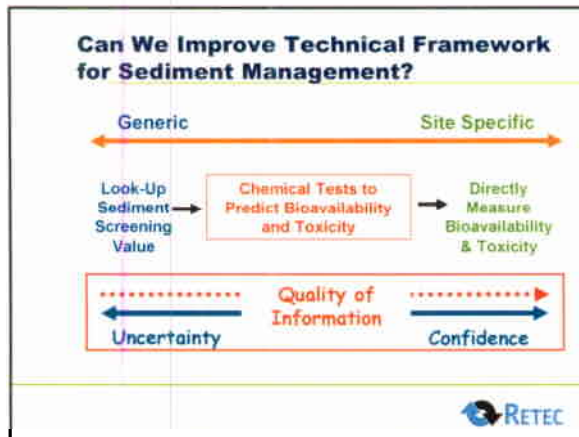 Can We Improve Technical Framework
for Sediment Management?
Generic
Site Specific
Look-Up
Sediment
Screening
Value
Chemical Tests to
Predict Bioavailability
and Toxicity
Directly
Measure
Bioavailability
& Toxicity
Quality of
Information
Uncertainty
Confidence
RETEC